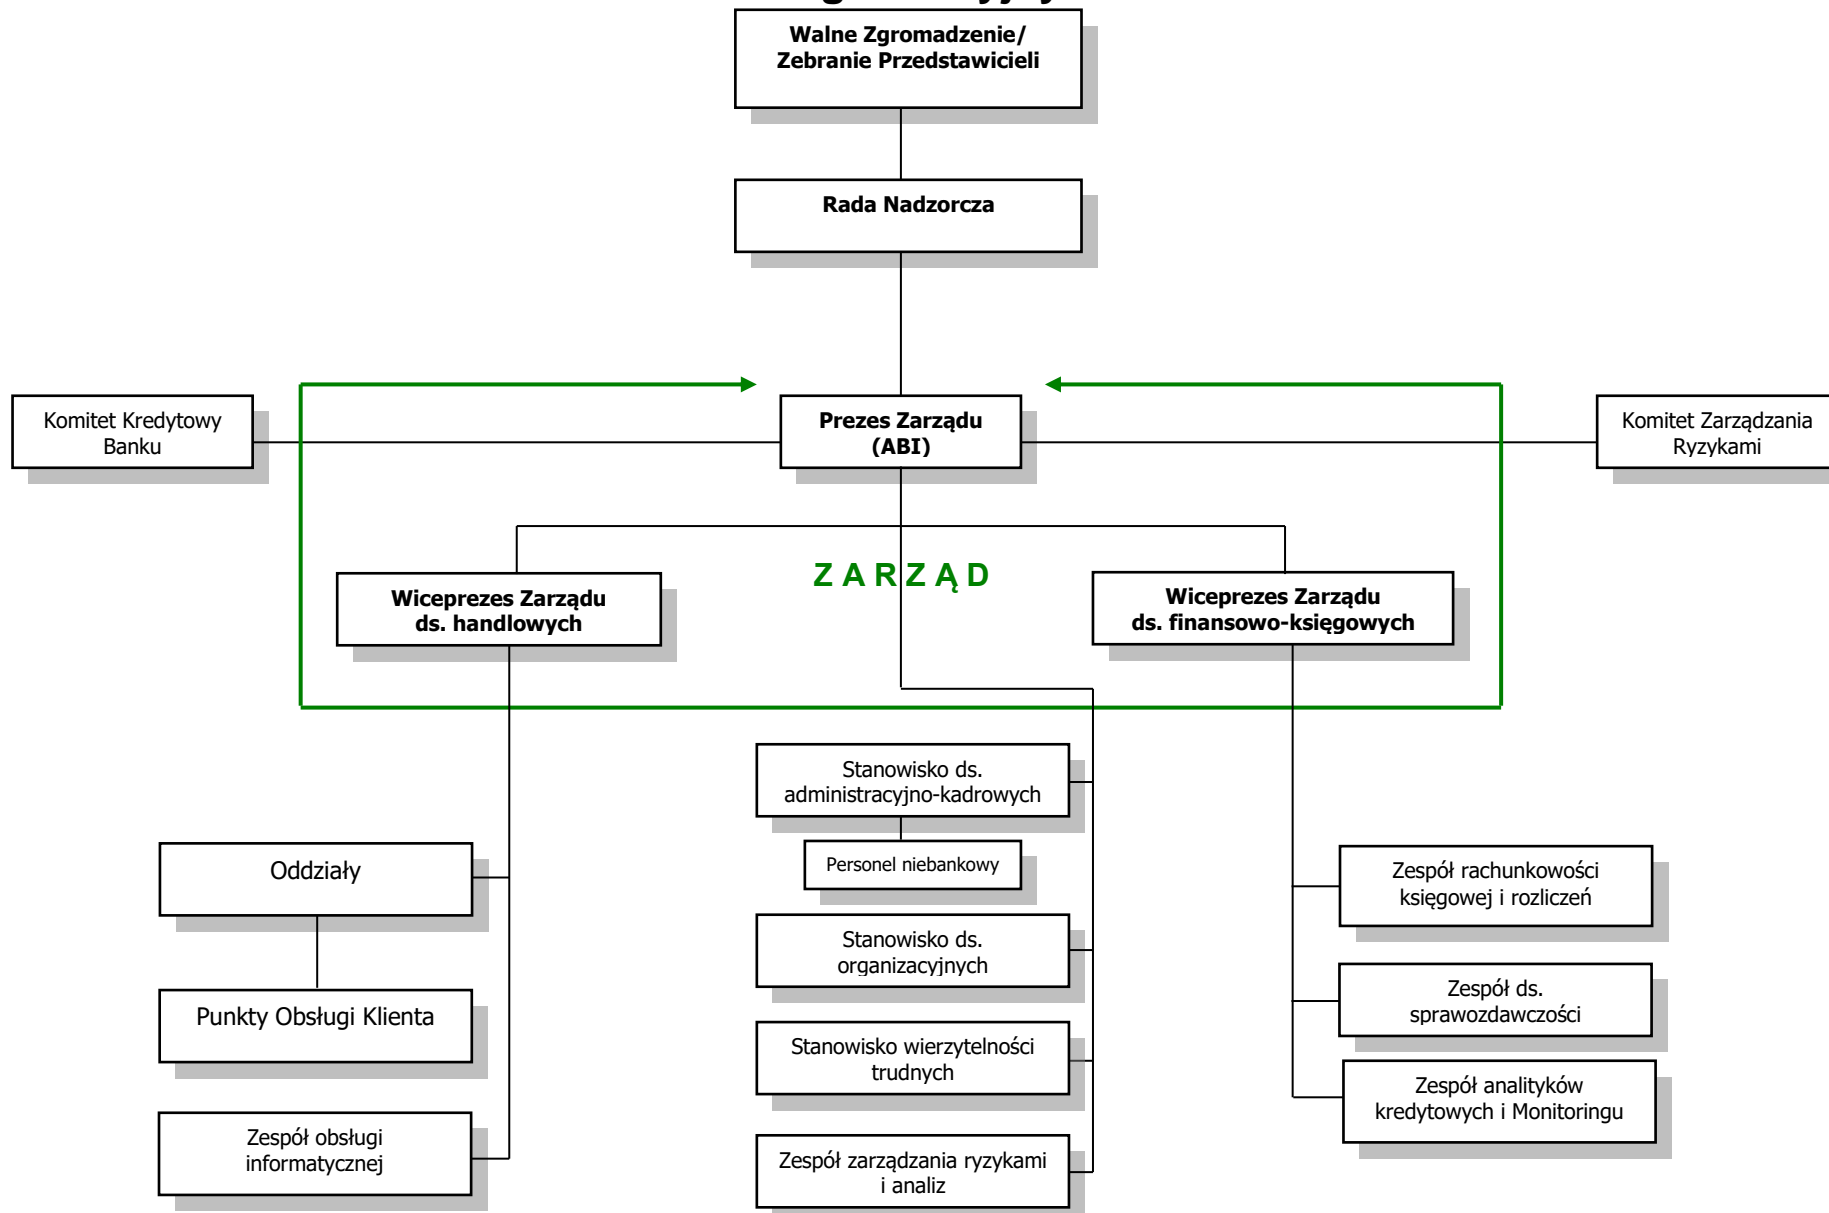 Walne Zgromadzenie/
Zebranie Przedstawicieli
Rada Nadzorcza
Komitet Kredytowy
Banku
Prezes Zarządu
(ABI)
Komitet Zarządzania
Ryzykami
Z A R Z Ą D
Wiceprezes Zarządu
ds. handlowych
Wiceprezes Zarządu
ds. finansowo-księgowych
Oddziały
Punkty Obsługi Klienta
Zespół obsługi
informatycznej
Stanowisko ds.
administracyjno-kadrowych
Personel niebankowy
Stanowisko ds.
organizacyjnych
Stanowisko wierzytelności
trudnych
Zespół zarządzania ryzykami
i analiz
Zespół rachunkowości
księgowej i rozliczeń
Zespół ds.
sprawozdawczości
Zespół analityków
kredytowych i Monitoringu